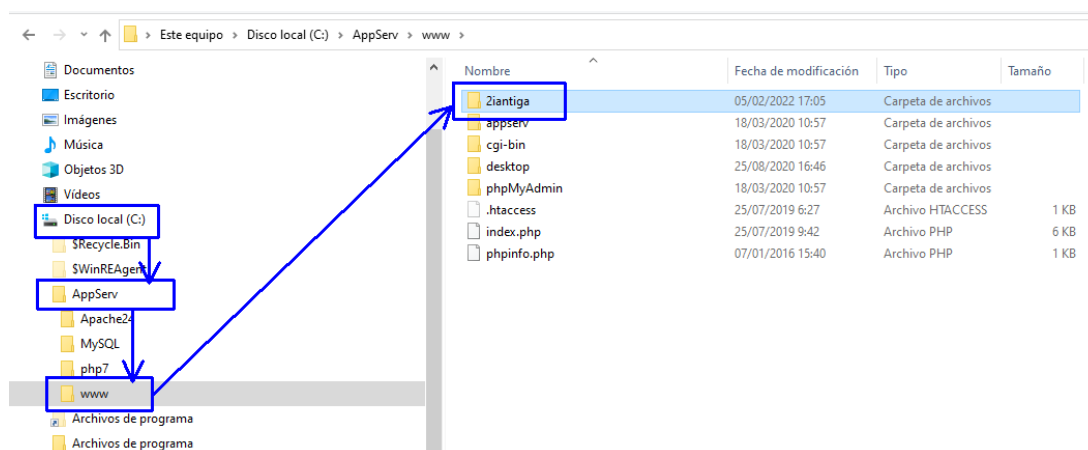 Este equipo > Disco local (C:) > AppServ > www >
Documentos
Escritorio
Imágenes
Música
Objetos 3D
Vídeos
Disco local (C:)
$Recycle.Bin
$WinREAgent
AppServ
Apache24
MySQL
php7
www
Archivos de programa
Archivos de programa
Nombre Fecha de modificación Tipo Tamaño
2iantiga 05/02/2022 17:05 Carpeta de archivos
appserv 18/03/2020 10:57 Carpeta de archivos
cgi-bin 18/03/2020 10:57 Carpeta de archivos
desktop 25/08/2020 16:46 Carpeta de archivos
phpMyAdmin 18/03/2020 10:57 Carpeta de archivos
.htaccess 25/07/2019 6:27 Archivo HTACCESS 1 KB
index.php 25/07/2019 9:42 Archivo PHP 6 KB
phpinfo.php 07/01/2016 15:40 Archivo PHP 1 KB